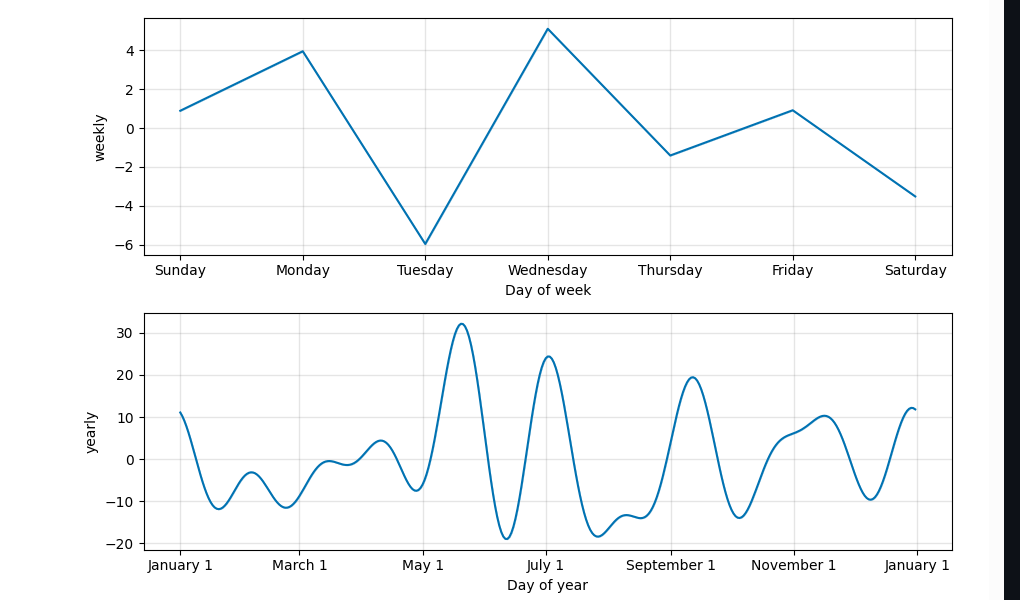 4
2
0
−2
−4
−6
weekly
Sunday Monday Tuesday Wednesday Thursday Friday Saturday
Day of week
30
20
10
0
−10
−20
yearly
January 1 March 1 May 1 July 1 September 1 November 1 January 1
Day of year